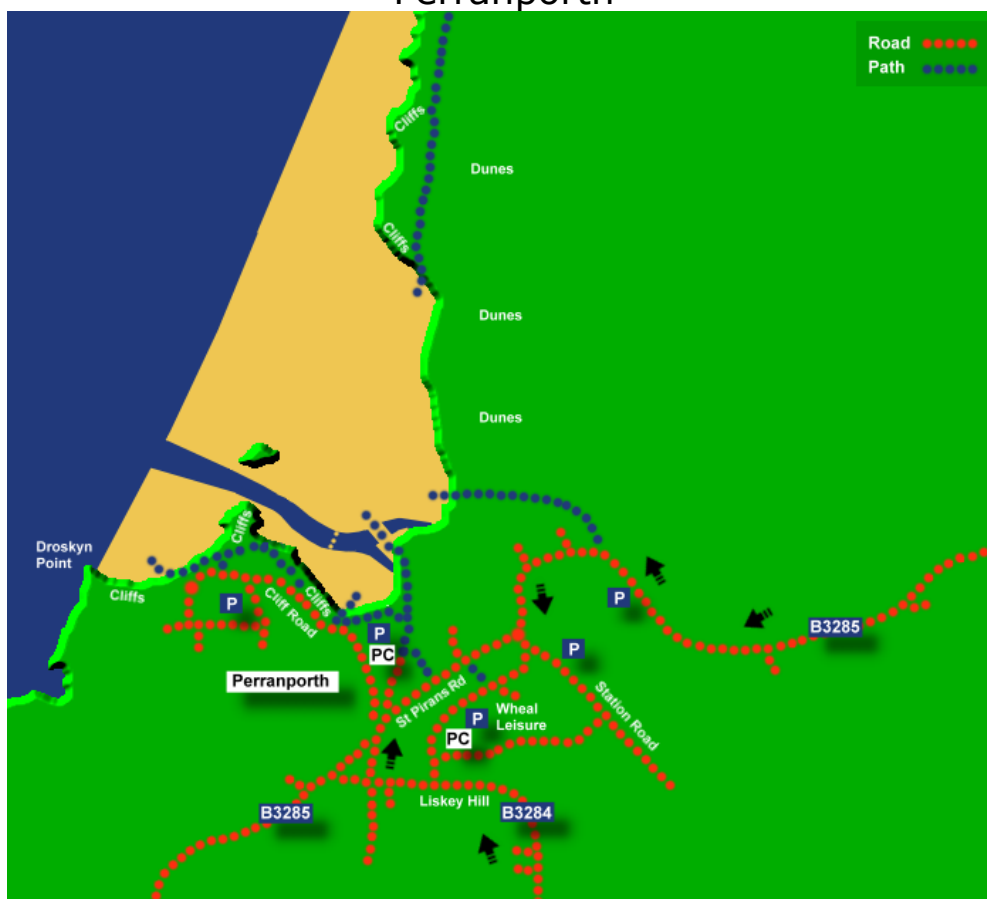 Perranporth
Road
Path
Cliffs
Dunes
Cliffs
Dunes
Dunes
Cliffs
Droskyn
Point
Cliffs
Cliffs
Cliff Road
P
P
P
PC
B3285
P
Perranporth
St Pirans Rd
Station Road
P
Wheal
Leisure
PC
Liskey Hill
B3285
B3284